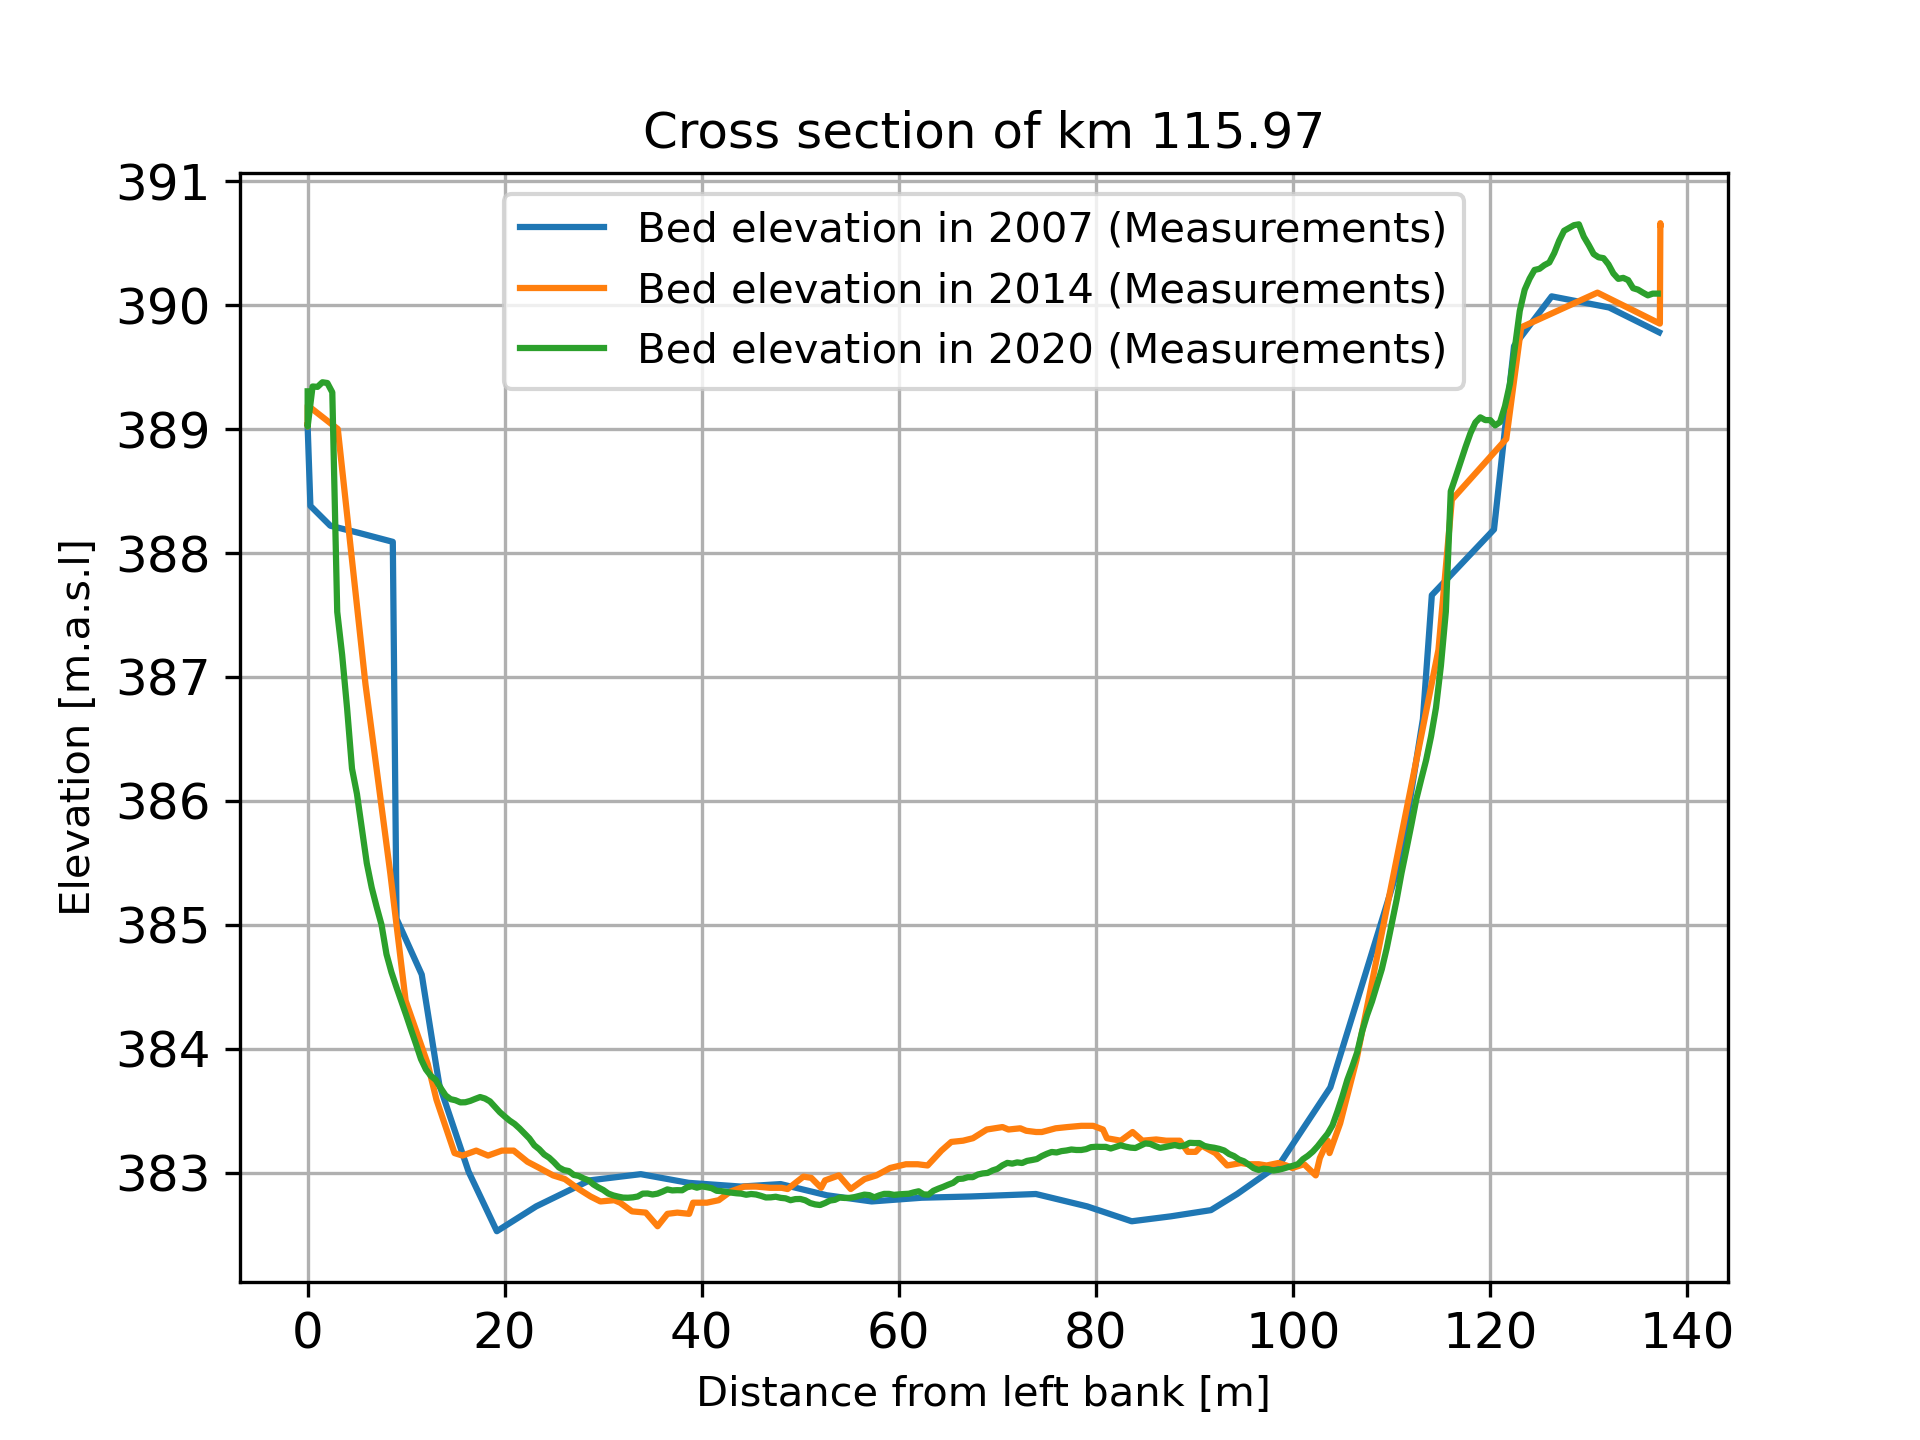 Cross section of km 115.97
391
390
389
388
387
386
385
384
383
Elevation [m.a.s.l]
Bed elevation in 2007 (Measurements)
Bed elevation in 2014 (Measurements)
Bed elevation in 2020 (Measurements)
0 20 40 60 80 100 120 140
Distance from left bank [m]